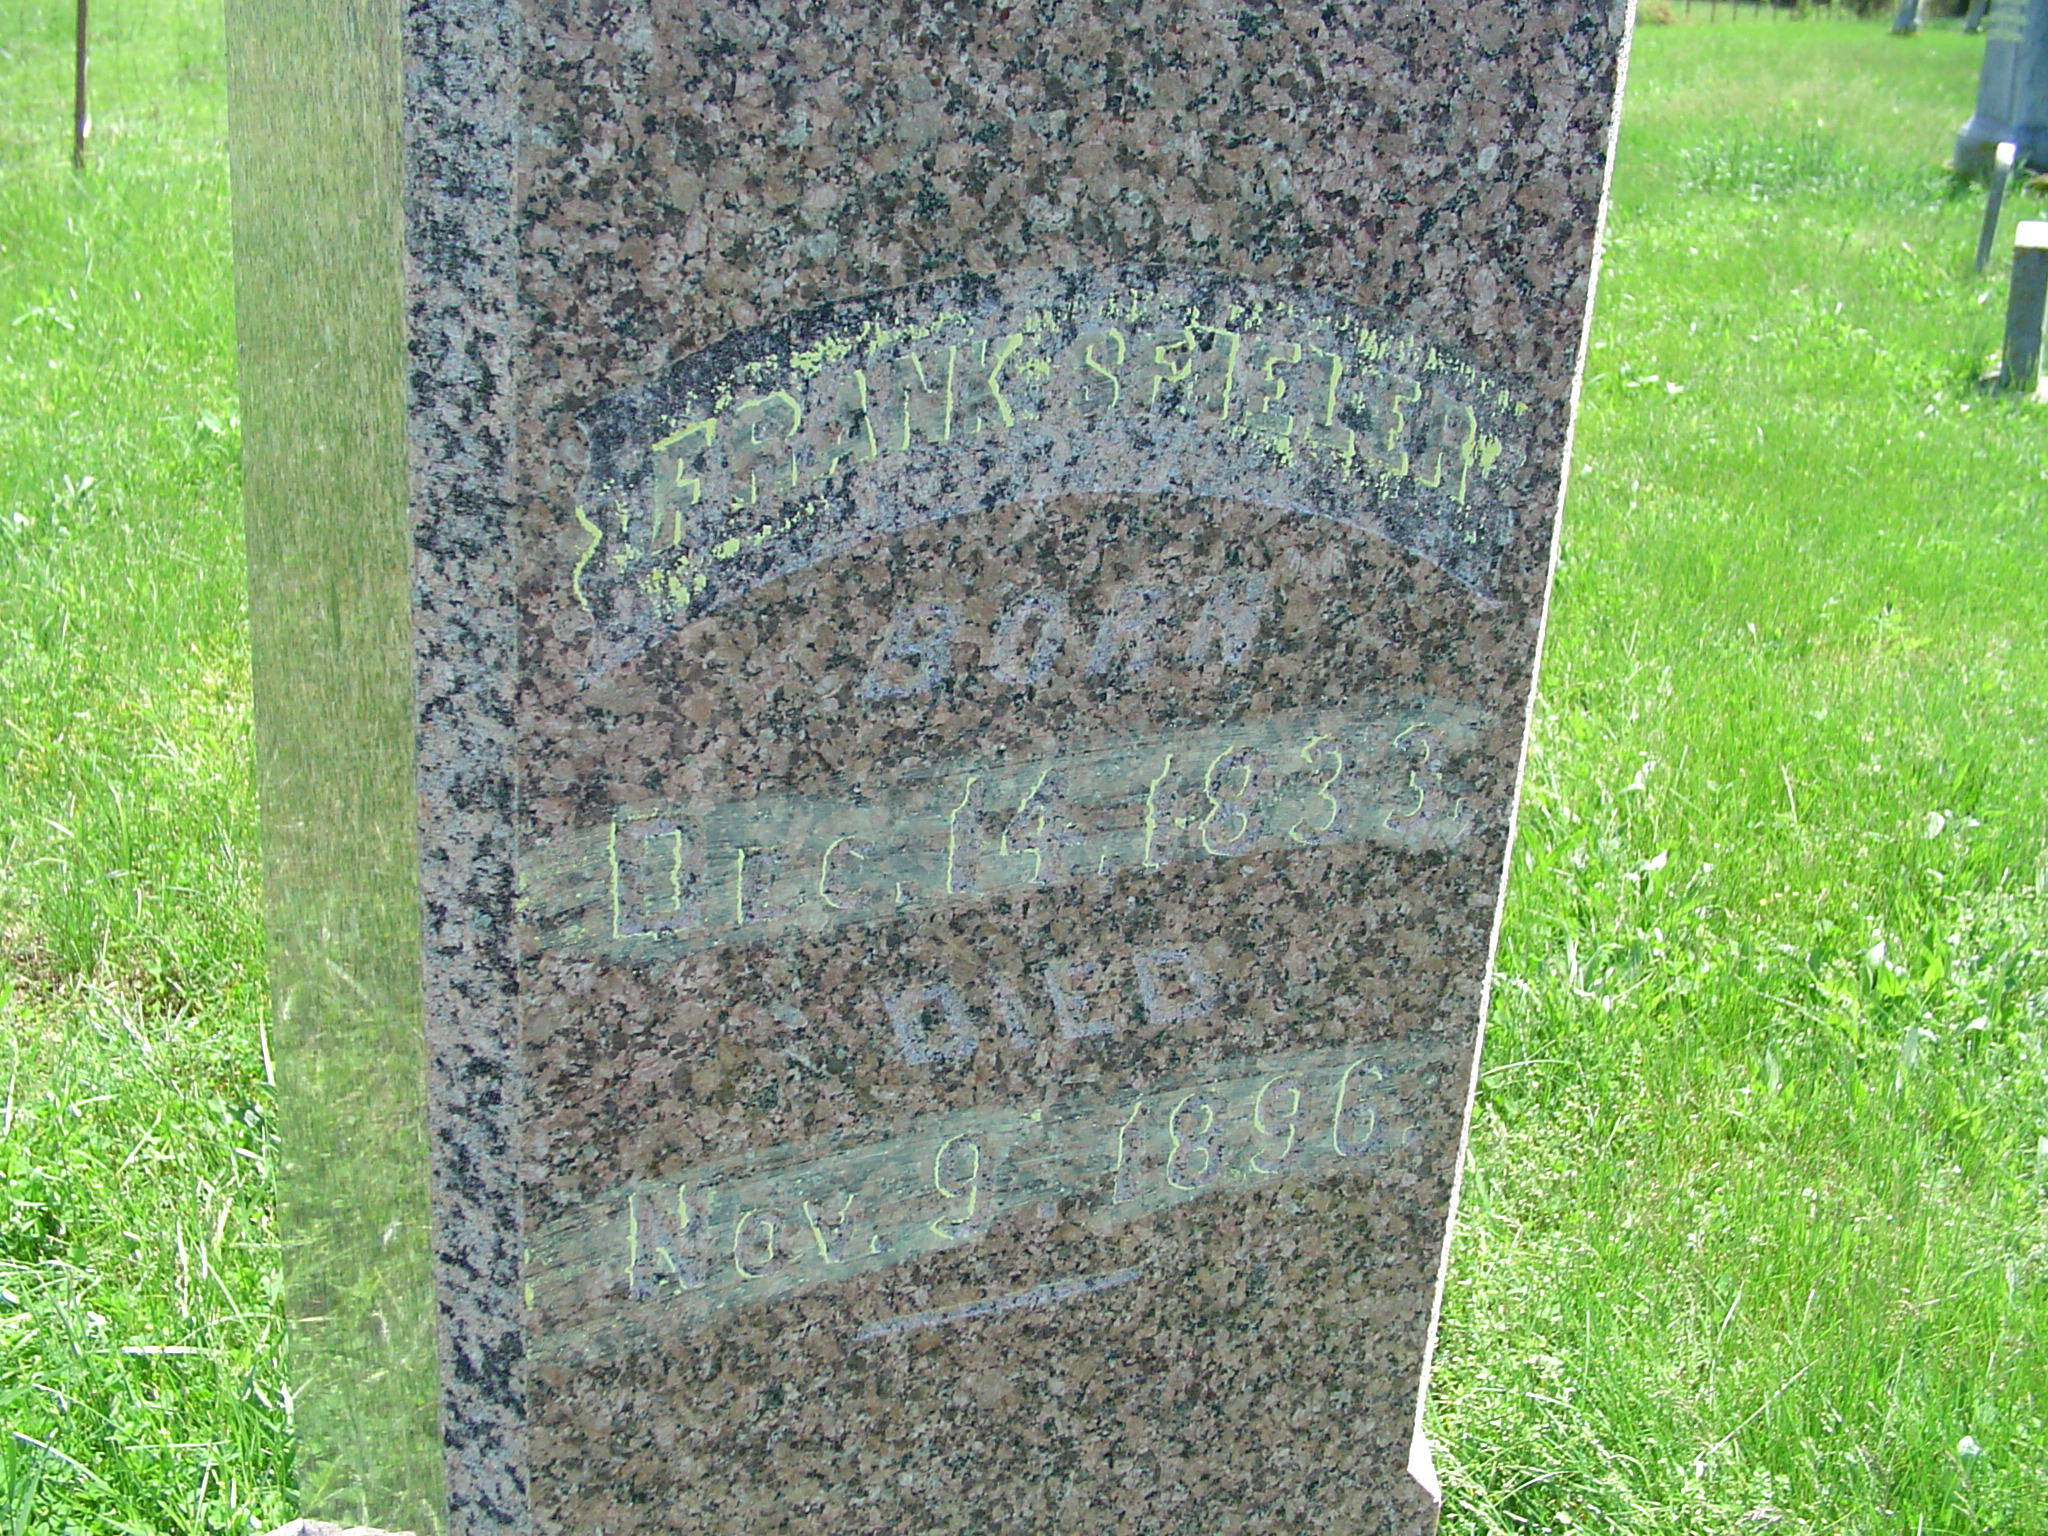 FRANK SPIELER
BORN
DEC. 14, 1833.
DIED
NOV. 9, 1896.